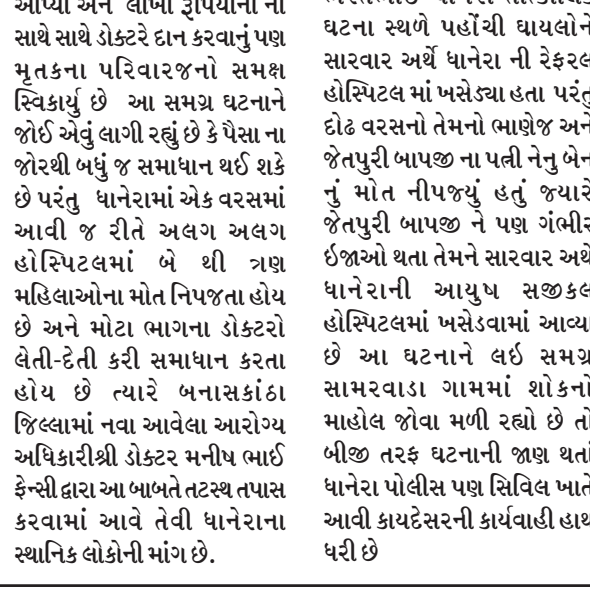 આપ્યા અને લાખો રૂપિયાની ની
સાથે સાથે ડોક્ટરે દાન કરવાનું પણ
મૃતકના પરિવારજનો સમક્ષ
સ્વિકાર્યુ છે આ સમગ્ર ઘટનાને
જોઈ એવું લાગી રહ્યું છે કે પૈસા ના
જોરથી બધું જ સમાધાન થઈ શકે
છે પરંતુ ધાનેરામાં એક વરસમાં
આવી જ રીતે અલગ અલગ
હોસ્પિટલમાં બે થી ત્રણ
મહિલાઓના મોત નિપજતા હોય
છે અને મોટા ભાગના ડોક્ટરો
લેતી-દેતી કરી સમાધાન કરતા
હોય છે ત્યારે બનાસકાંઠા
જિલ્લામાં નવા આવેલા આરોગ્ય
અધિકારીશ્રી ડોક્ટર મનીષ ભાઈ
ફેન્સી દ્વારા આ બાબતે તટસ્થ તપાસ
કરવામાં આવે તેવી ધાનેરાના
સ્થાનિક લોકોની માંગ છે.
ઘટના સ્થળે પહોંચી ઘાયલોને
સારવાર અર્થે ધાનેરા ની રેફરલ
હોસ્પિટલ માં ખસેડ્યા હતા પરંતુ
દોઢ વરસનો તેમનો ભાણેજ અને
જેતપુરી બાપજી ના પત્ની નેનુ બેન
નું મોત નીપજ્યું હતું જ્યારે
જેતપુરી બાપજી ને પણ ગંભીર
ઇજાઓ થતા તેમને સારવાર અર્થે
ધાનેરાની આયુષ સર્જીકલ
હોસ્પિટલમાં ખસેડવામાં આવ્યા
છે આ ઘટનાને લઇ સમગ્ર
સામરવાડા ગામમાં શોકનો
માહોલ જોવા મળી રહ્યો છે તો
બીજી તરફ ઘટનાની જાણ થતાં
ધાનેરા પોલીસ પણ સિવિલ ખાતે
આવી કાયદેસરની કાર્યવાહી હાથ
ધરી છે